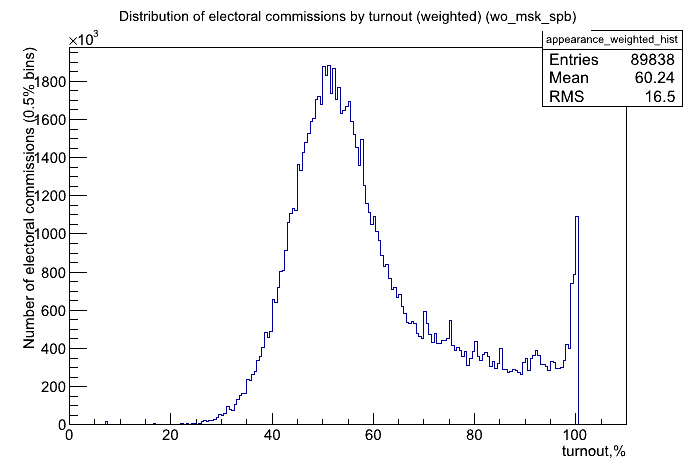 Distribution of electoral commissions by turnout (weighted) (wo_msk_spb)
×10³
appearance_weighted_hist
Entries 89838
Mean 60.24
RMS 16.5
Number of electoral commissions (0.5% bins)
1800
1600
1400
1200
1000
800
600
400
200
0
0 20 40 60 80 100
turnout,%